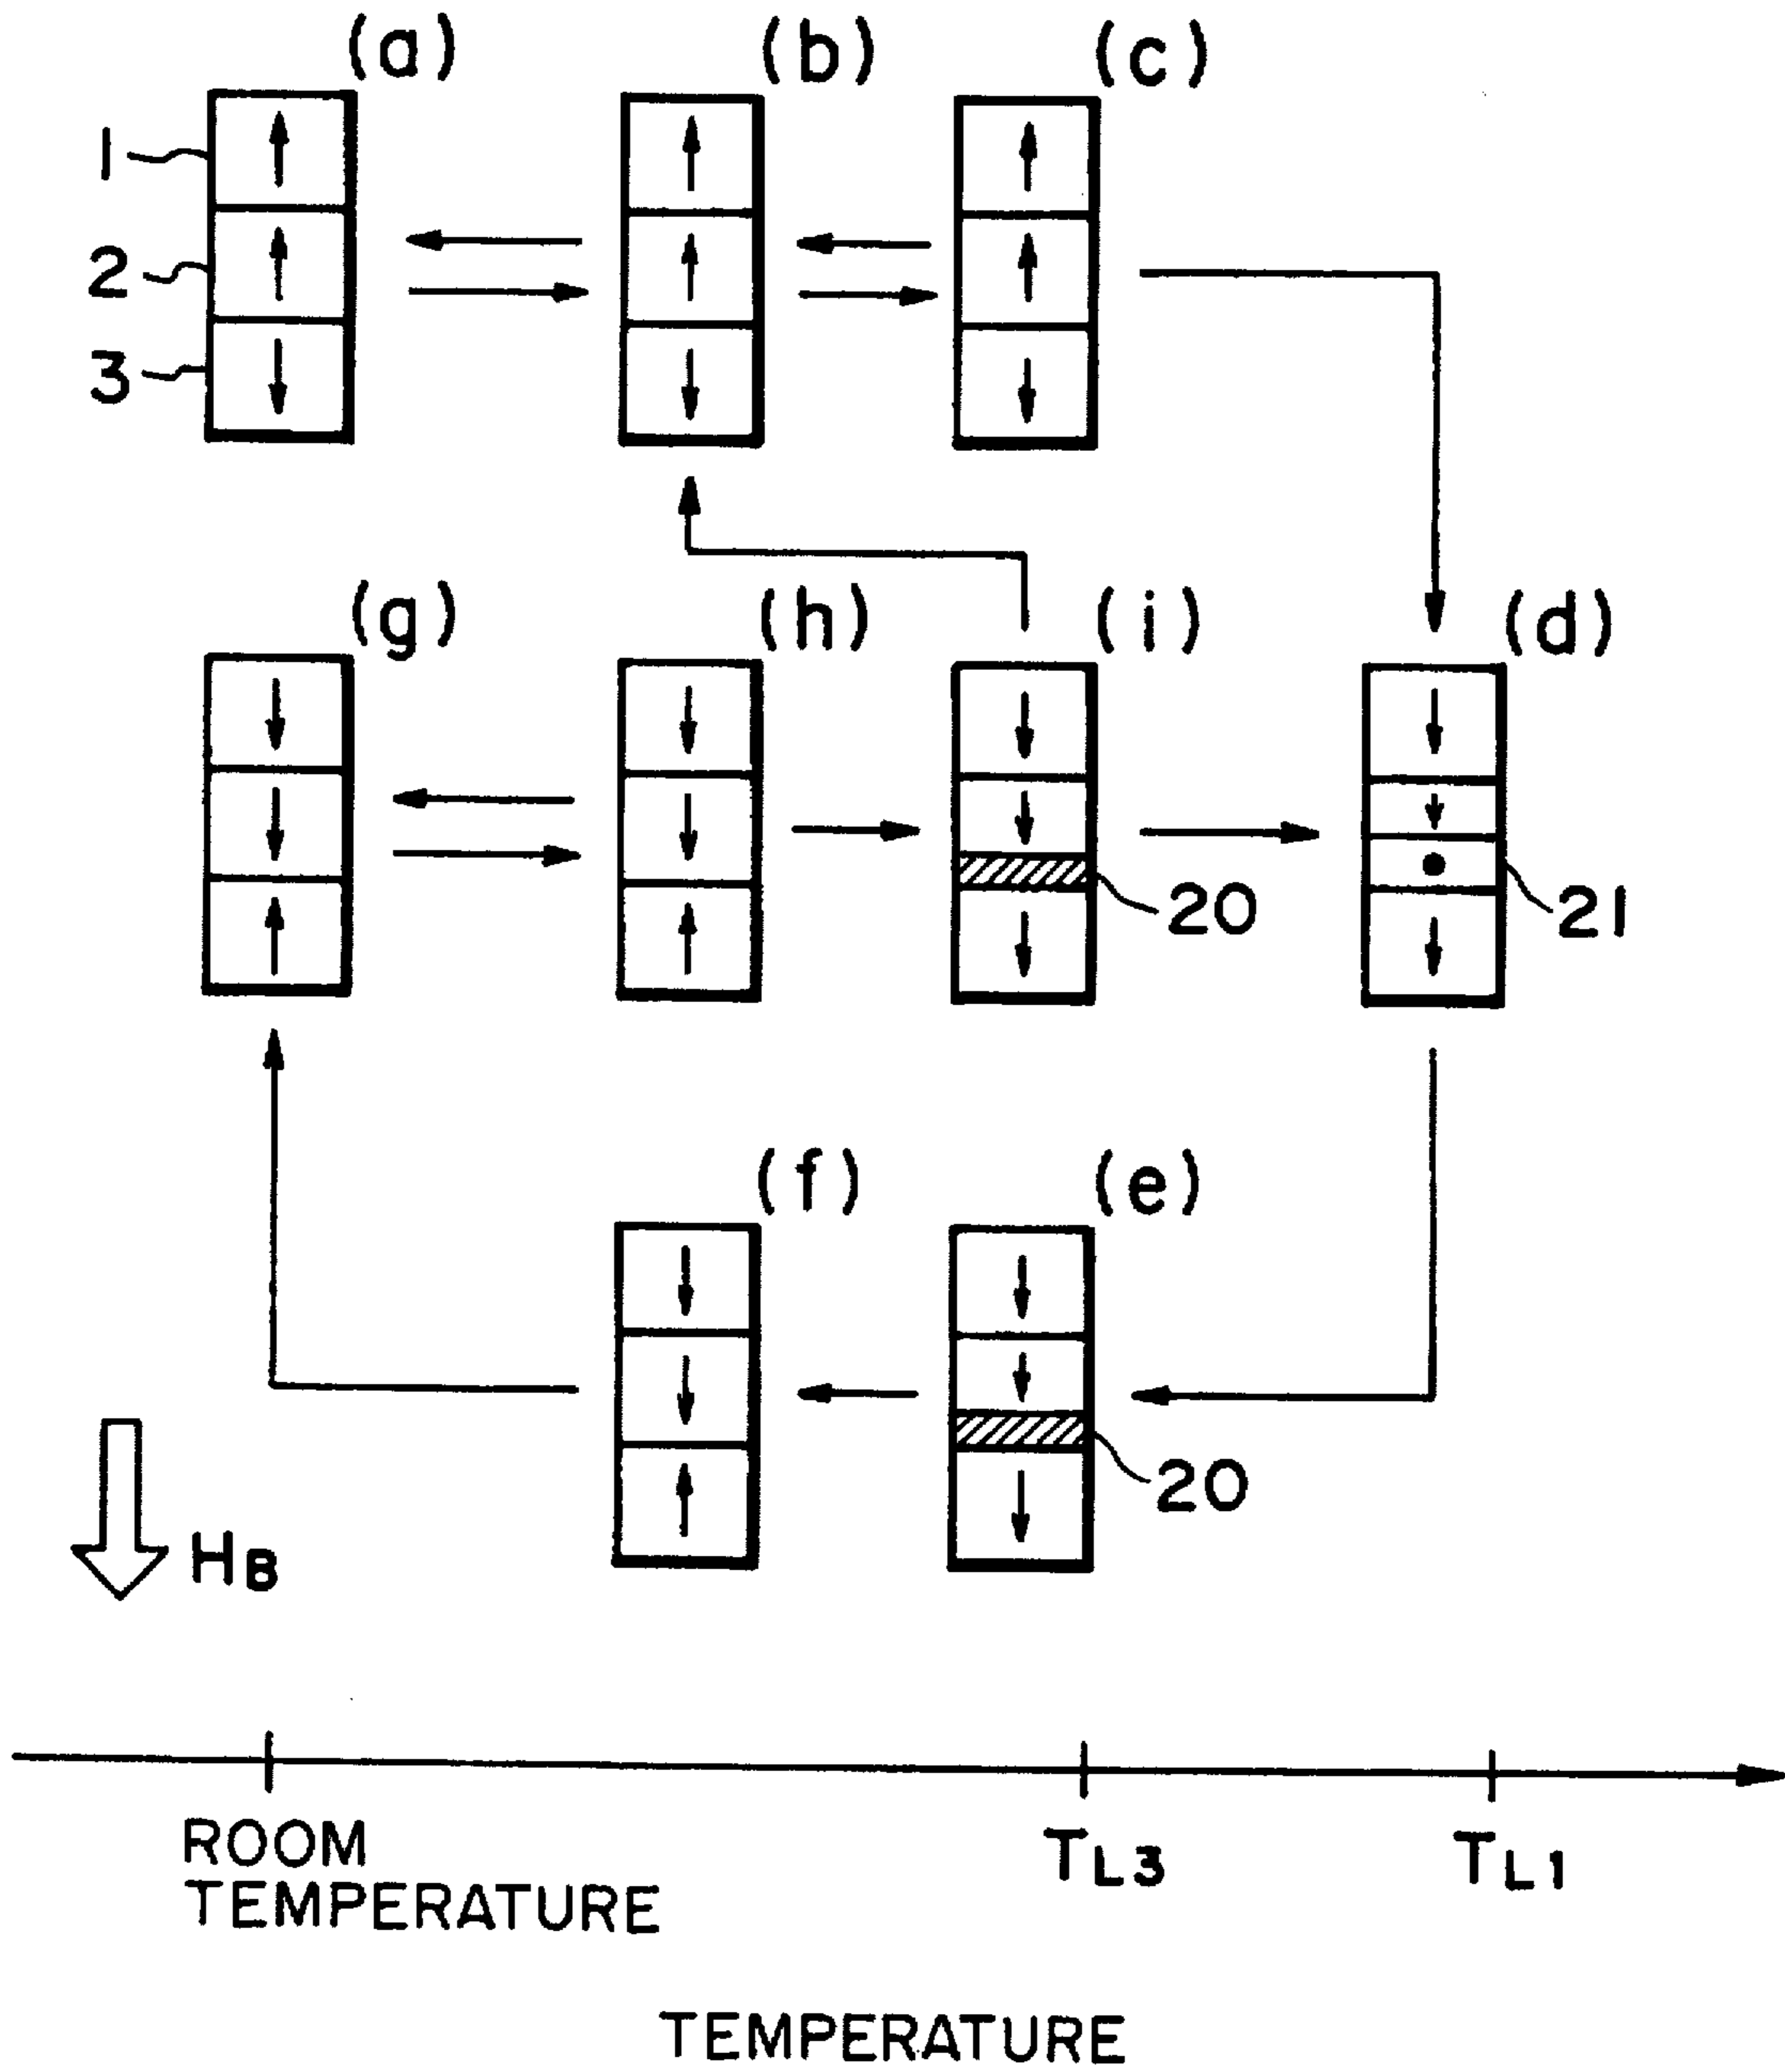 (a) (b) (c)
1
2
3
(g) (h) (i) (d)
20 21
(f) (e)
20
HB
ROOM TL3 TL1
TEMPERATURE
TEMPERATURE